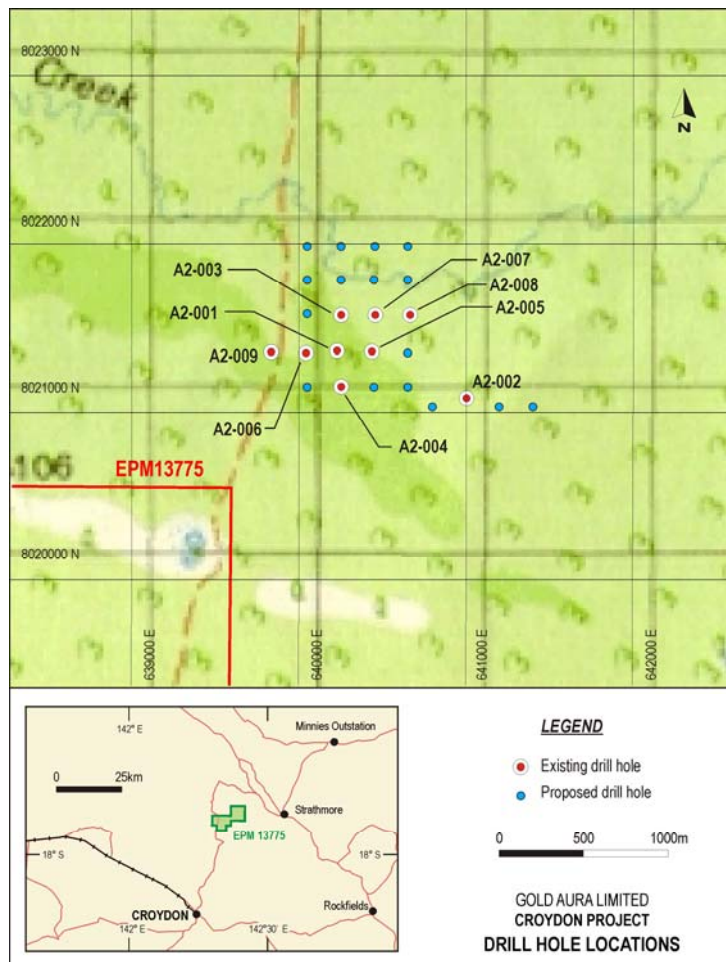 8023000 N
Creek
N
8022000 N
A2-003
A2-007
A2-008
A2-001
A2-005
A2-009
8021000 N
A2-002
A2-006
A2-004
106
EPM13775
8020000 N
639000 E
640000 E
641000 E
642000 E
142° E
Minnies Outstation
0 25km
Strathmore
EPM 13775
18° S
18° S
CROYDON
Rockfields
142°30' E
LEGEND
Existing drill hole
Proposed drill hole
0 500 1000m
GOLD AURA LIMITED
CROYDON PROJECT
DRILL HOLE LOCATIONS